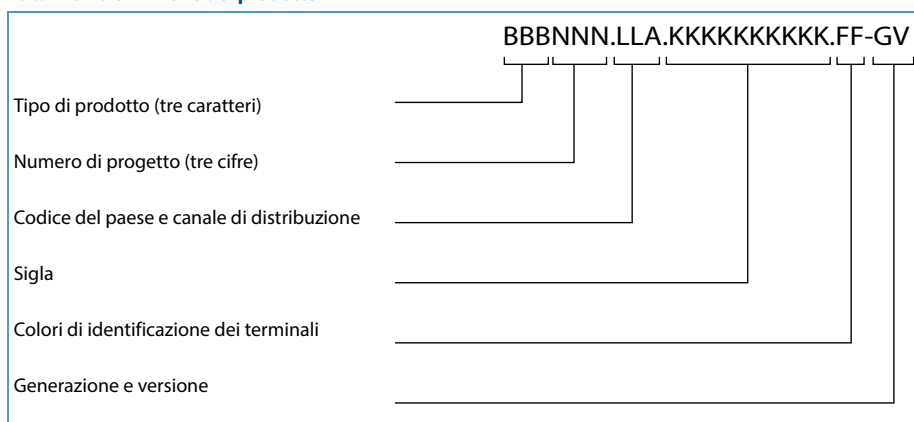 BBBNNN.LLA.KKKKKKKKKK.FF-GV
Tipo di prodotto (tre caratteri)
Numero di progetto (tre cifre)
Codice del paese e canale di distribuzione
Sigla
Colori di identificazione dei terminali
Generazione e versione